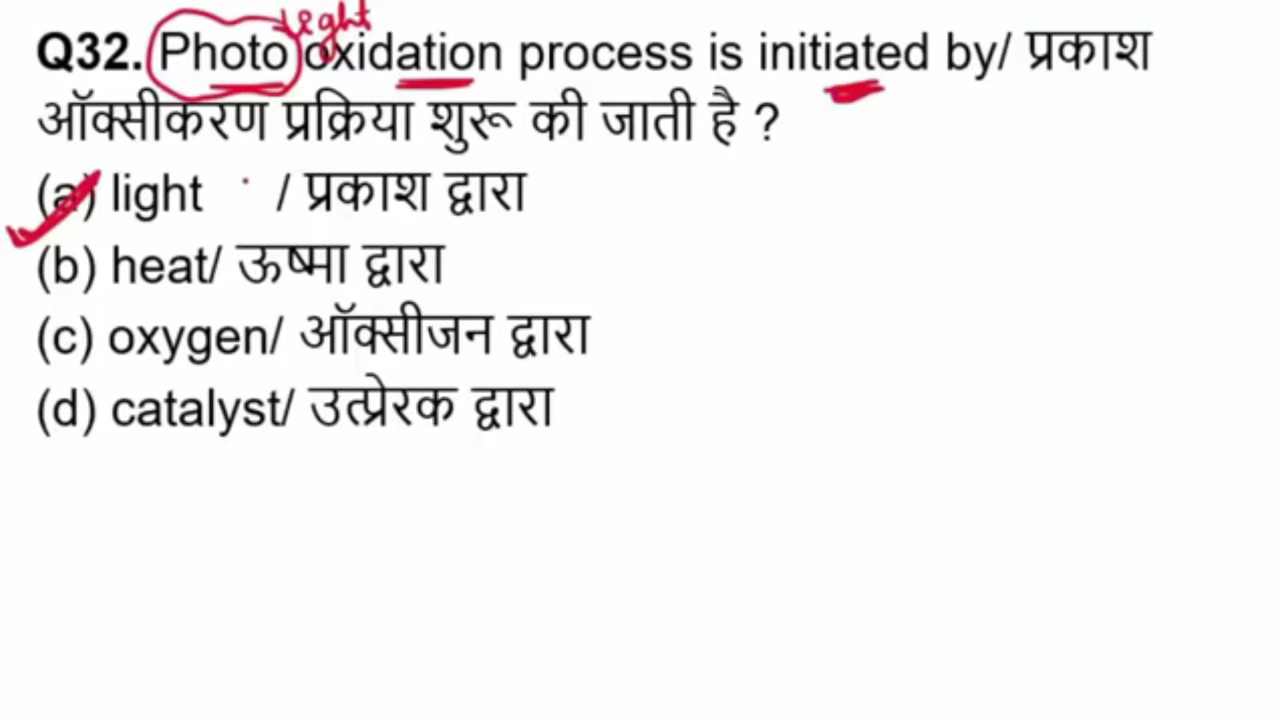 light
Q32. Photo oxidation process is initiated by/ प्रकाश
ऑक्सीकरण प्रक्रिया शुरू की जाती है ?
(a) light / प्रकाश द्वारा
(b) heat/ ऊष्मा द्वारा
(c) oxygen/ ऑक्सीजन द्वारा
(d) catalyst/ उत्प्रेरक द्वारा